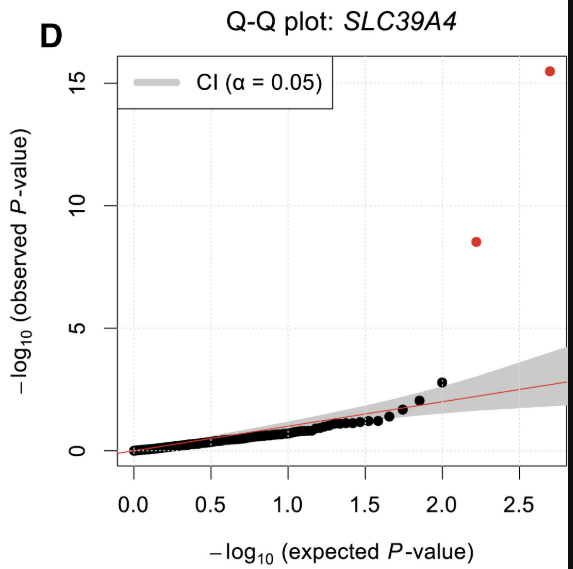 D
Q-Q plot: SLC39A4
CI (α = 0.05)
15
10
5
0
−log10 (observed P-value)
0.0 0.5 1.0 1.5 2.0 2.5
−log10 (expected P-value)